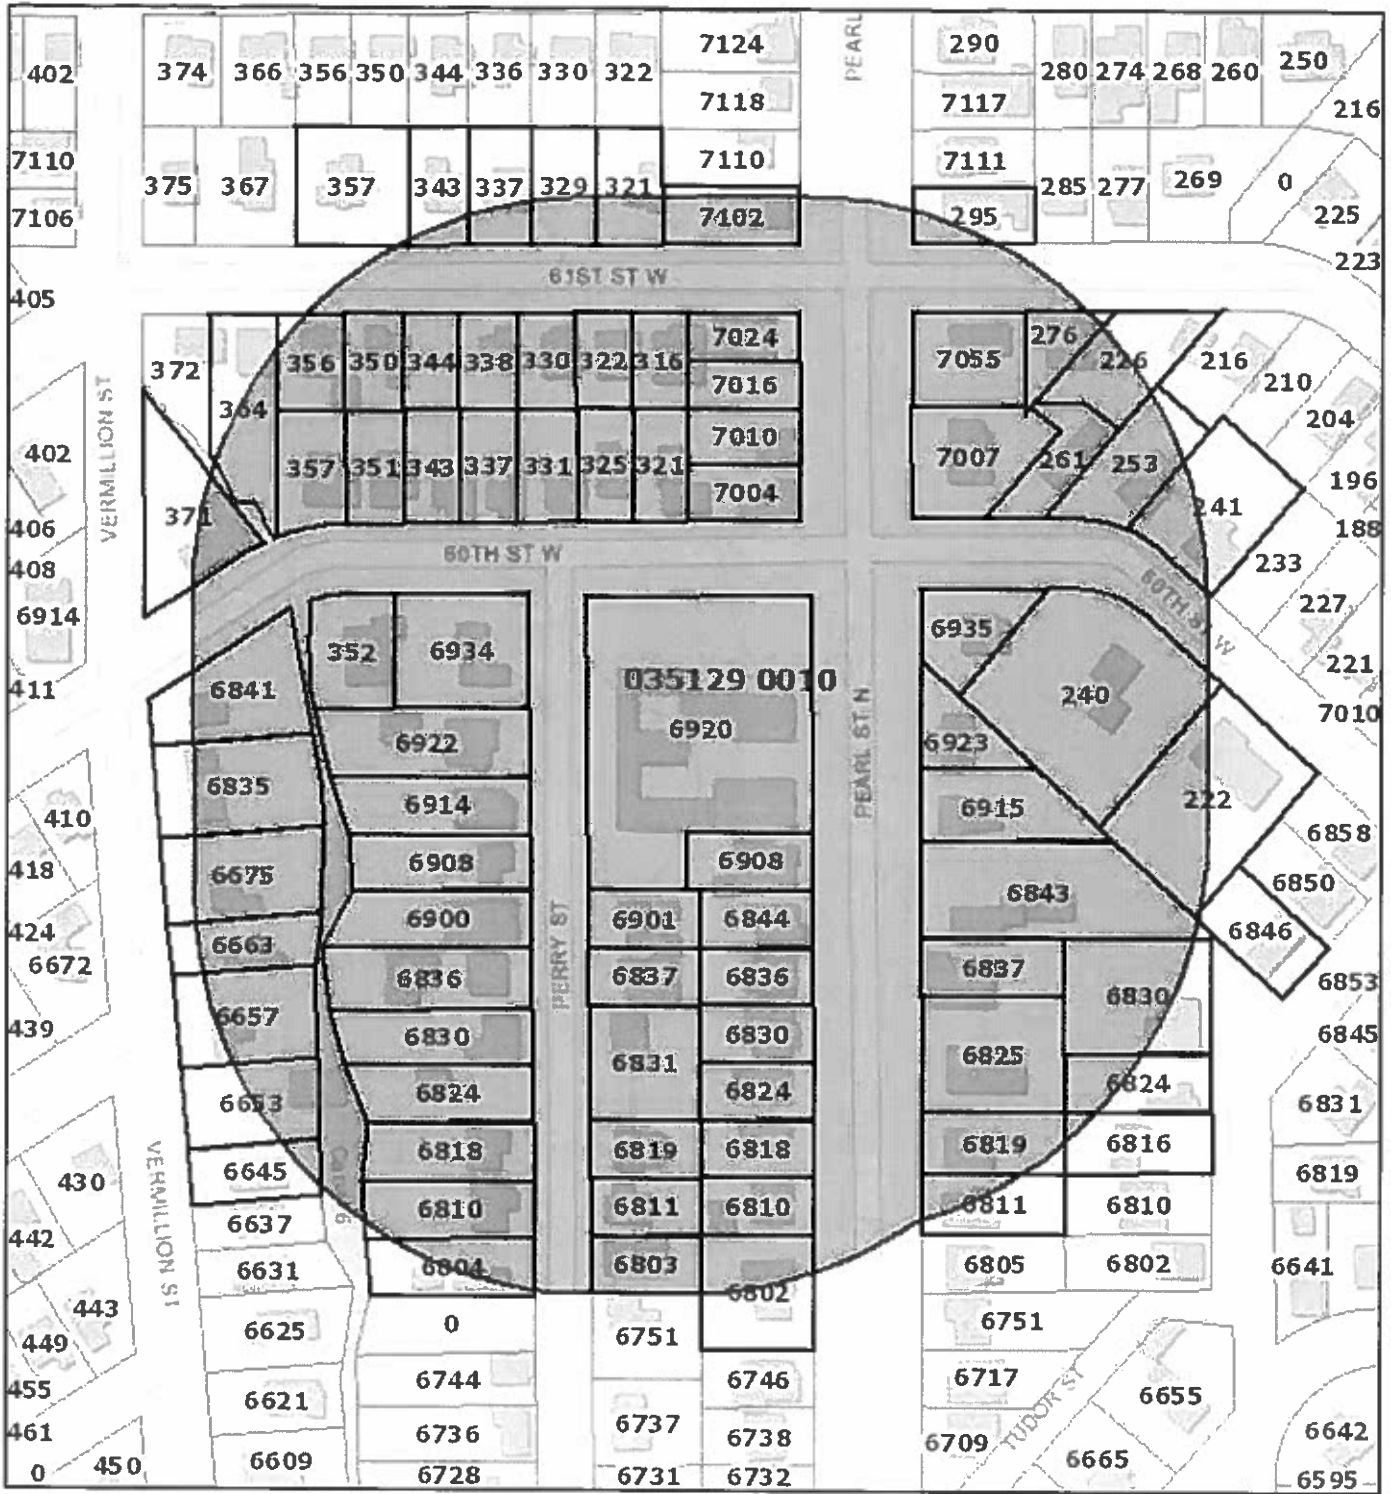 402 374 366 356 350 344 336 330 322 7124 PEARL 290 280 274 268 260 250
7118 7117 216
7110 375 367 357 343 337 329 321 7110 7111 285 277 269 0
7106 7102 295 225
61ST ST W 223
405
372 364 356 350 344 338 330 322 316 7024 7055 276 226 216 210
7016 204
VERMILLION ST
402 357 351 343 337 331 325 321 7010 7007 261 253 196
7004
406 371 241 188
408 60TH ST W 233
6914 60TH ST W 227
352 6934 6935 221
411 6841 035129 0010 240 7010
6920 PEARL ST N
6922 6923
410 6835 6914 6915 222 6858
418 6675 6908 6908 6843 6850
424 6900 PERRY ST 6901 6844 6846
6672 6663 6836 6837 6836 6837 6830 6853
439 6657 6830 6831 6830 6825 6845
6653 6824 6824 6824 6831
430 VERMILLION ST 6645 6818 6819 6818 6819 6816 6819
442 6637 6810 6811 6810 6811 6810
6631 6804 6803 6802 6805 6802 6641
443 6625 0 6751 6751
449
455 6621 6744 6746 6717 6655
461 6736 6737 6738 6709 TUDOR ST 6642
0 450 6609 6728 6731 6732 6665 6595